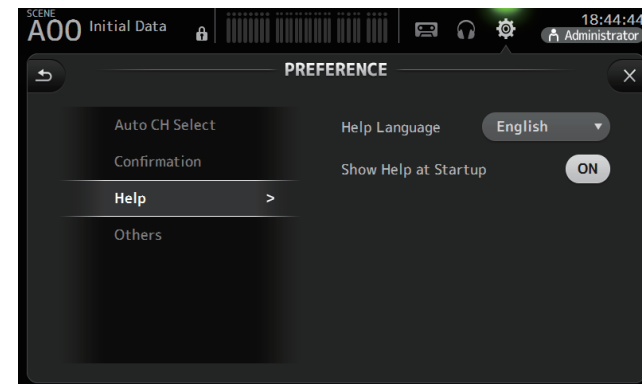 SCENE
A00 Initial Data
18:44:44
Administrator
PREFERENCE
Auto CH Select
Confirmation
Help >
Others
Help Language English
Show Help at Startup ON